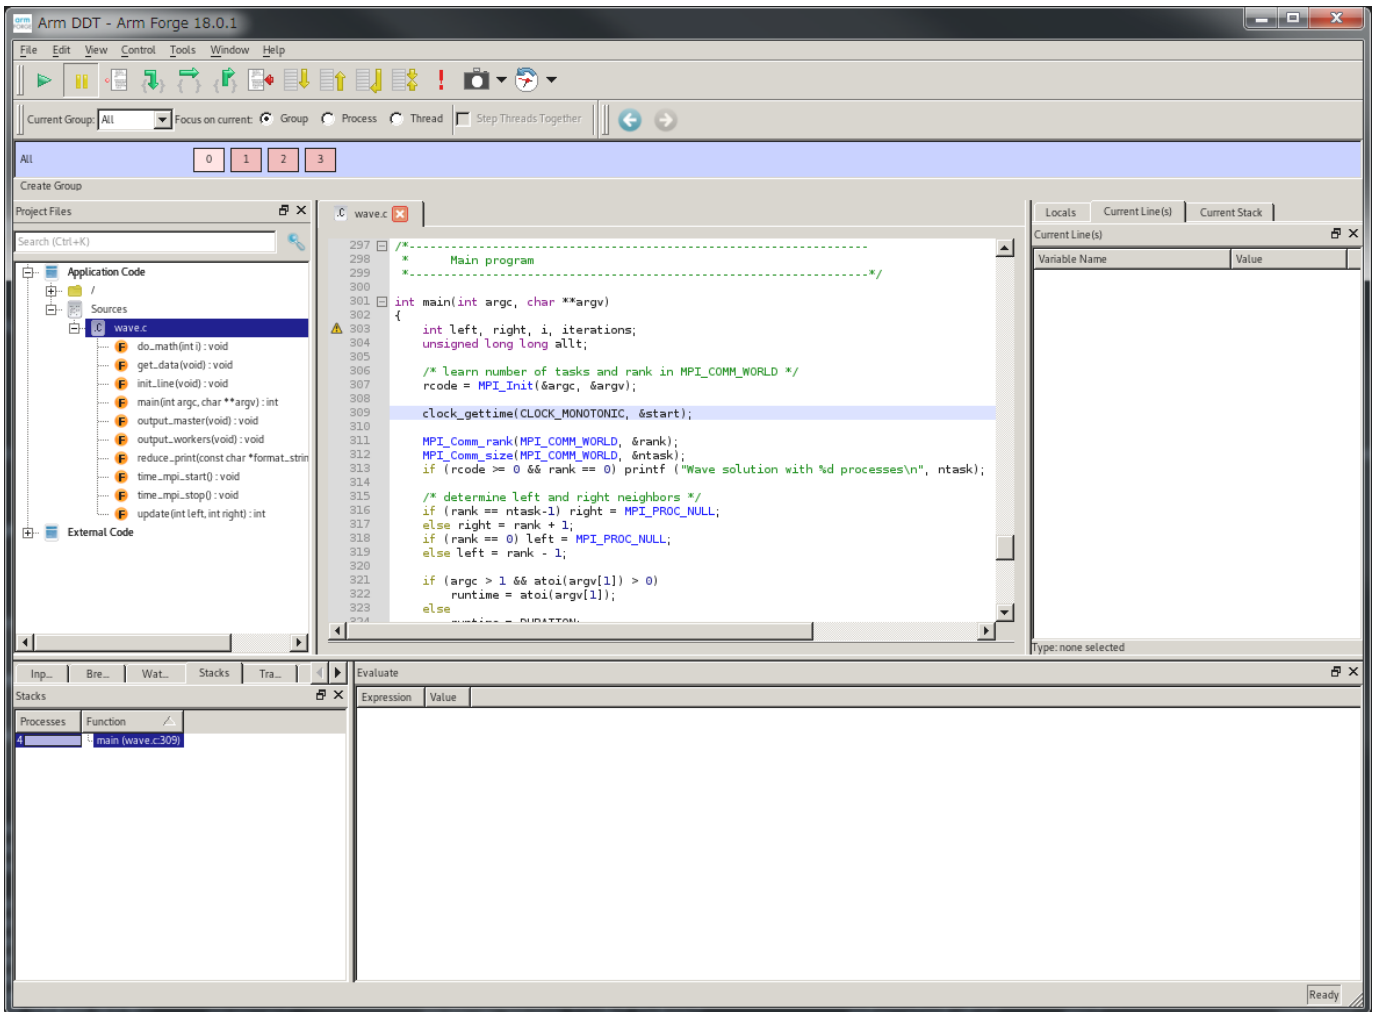 arm FORGE Arm DDT - Arm Forge 18.0.1
File Edit View Control Tools Window Help
Current Group: All Focus on current: Group Process Thread Step Threads Together
All 0 1 2 3
Create Group
Project Files
Search (Ctrl+K)
Application Code
/
Sources
.C wave.c
F do_math(int i) : void
F get_data(void) : void
F init_line(void) : void
F main(int argc, char **argv) : int
F output_master(void) : void
F output_workers(void) : void
F reduce_print(const char *format_strin
F time_mpi_start() : void
F time_mpi_stop() : void
F update(int left, int right) : int
External Code
.C wave.c
297 /*------------------------------------------------------------------
298 * Main program
299 *------------------------------------------------------------------*/
300
301 int main(int argc, char **argv)
302 {
303 int left, right, i, iterations;
304 unsigned long long allt;
305
306 /* learn number of tasks and rank in MPI_COMM_WORLD */
307 rcode = MPI_Init(&argc, &argv);
308
309 clock_gettime(CLOCK_MONOTONIC, &start);
310
311 MPI_Comm_rank(MPI_COMM_WORLD, &rank);
312 MPI_Comm_size(MPI_COMM_WORLD, &ntask);
313 if (rcode >= 0 && rank == 0) printf ("Wave solution with %d processes\n", ntask);
314
315 /* determine left and right neighbors */
316 if (rank == ntask-1) right = MPI_PROC_NULL;
317 else right = rank + 1;
318 if (rank == 0) left = MPI_PROC_NULL;
319 else left = rank - 1;
320
321 if (argc > 1 && atoi(argv[1]) > 0)
322 runtime = atoi(argv[1]);
323 else
324 runtime = DURATION;
Locals Current Line(s) Current Stack
Current Line(s)
Variable Name Value
Type: none selected
Inp... Bre... Wat... Stacks Tra...
Stacks
Processes Function
4 main (wave.c:309)
Evaluate
Expression Value
Ready